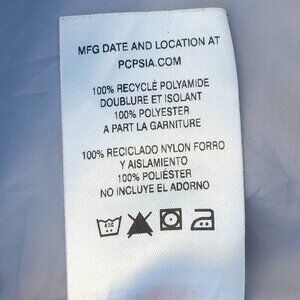 MFG DATE AND LOCATION AT
PCPSIA.COM
100% RECYCLÉ POLYAMIDE
DOUBLURE ET ISOLANT
100% POLYESTER
A PART LA GARNITURE
100% RECICLADO NYLON FORRO
Y AISLAMIENTO
100% POLIÉSTER
NO INCLUYE EL ADORNO